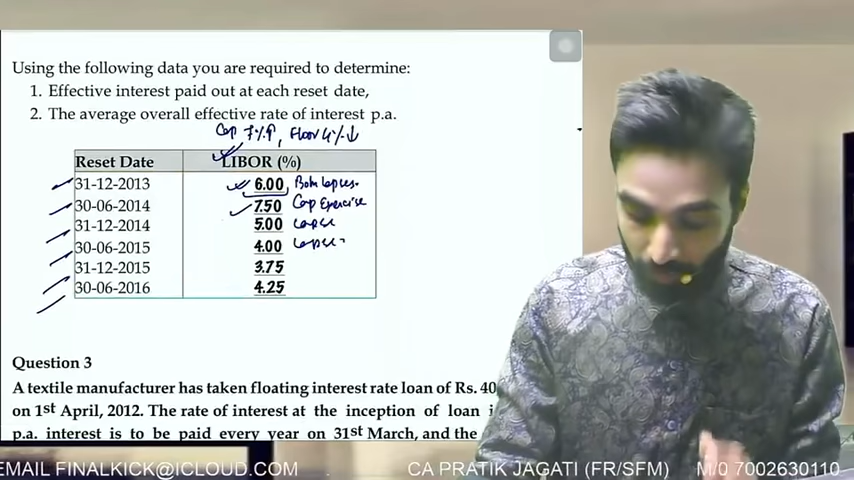 Using the following data you are required to determine:
1. Effective interest paid out at each reset date,
2. The average overall effective rate of interest p.a.
Cap 7%↑, Floor 4%↓
Reset Date LIBOR (%)
31-12-2013 6.00 Both lapses.
30-06-2014 7.50 Cap Exercise
31-12-2014 5.00 Lapse
30-06-2015 4.00 Lapse
31-12-2015 3.75
30-06-2016 4.25
Question 3
A textile manufacturer has taken floating interest rate loan of Rs. 40
on 1st April, 2012. The rate of interest at the inception of loan i
p.a. interest is to be paid every year on 31st March, and the
EMAIL FINALKICK@ICLOUD.COM CA PRATIK JAGATI (FR/SFM) M/0 7002630110